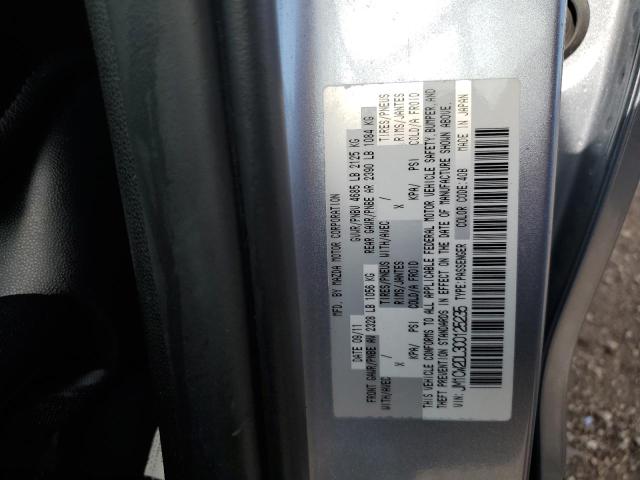 MFD. BY MAZDA MOTOR CORPORATION
DATE 09/11 GVWR/PNBV 4685 LB 2125 KG
FRONT GAWR/PNBE AV 2328 LB 1056 KG REAR GAWR/PNBE AR 2390 LB 1084 KG
WITH/AVEC / TIRES/PNEUS WITH/AVEC / TIRES/PNEUS
X RIMS/JANTES X RIMS/JANTES
KPA/ PSI COLD/A FROID KPA/ PSI COLD/A FROID
THIS VEHICLE CONFORMS TO ALL APPLICABLE FEDERAL MOTOR VEHICLE SAFETY, BUMPER, AND
THEFT PREVENTION STANDARDS IN EFFECT ON THE DATE OF MANUFACTURE SHOWN ABOVE.
VIN: TYPE:PASSENGER COLOR CODE:40B MADE IN JAPAN